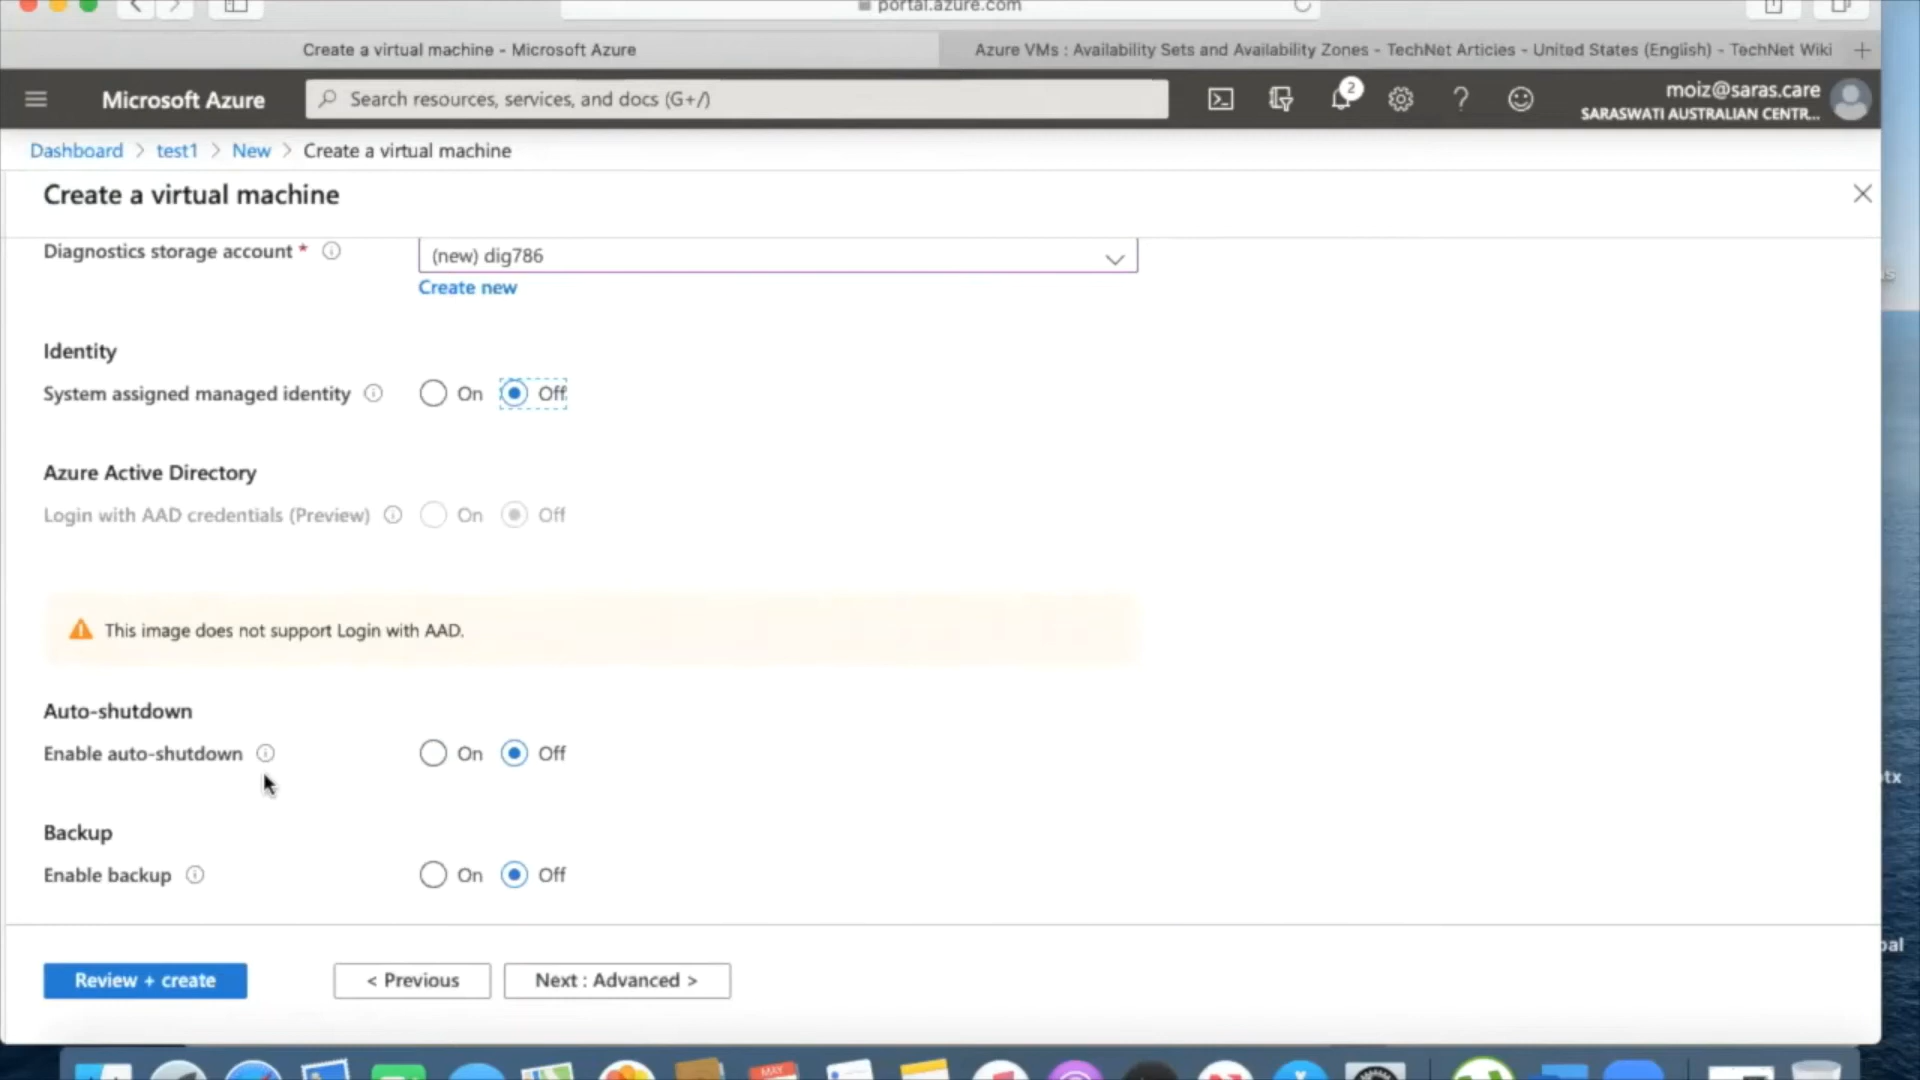 portal.azure.com
Create a virtual machine - Microsoft Azure
Azure VMs : Availability Sets and Availability Zones - TechNet Articles - United States (English) - TechNet Wiki
Microsoft Azure
Search resources, services, and docs (G+/)
2
moiz@saras.care
SARASWATI AUSTRALIAN CENTR...
Dashboard > test1 > New > Create a virtual machine
Create a virtual machine
Diagnostics storage account *
(new) dig786
Create new
Identity
System assigned managed identity On Off
Azure Active Directory
Login with AAD credentials (Preview) On Off
This image does not support Login with AAD.
Auto-shutdown
Enable auto-shutdown On Off
Backup
Enable backup On Off
Review + create
< Previous
Next : Advanced >
MAY